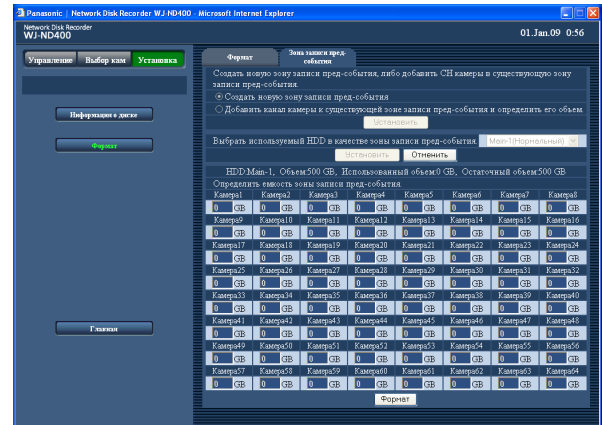 Panasonic | Network Disk Recorder WJ-ND400 - Microsoft Internet Explorer
Network Disk Recorder
WJ-ND400
01.Jan.09 0:56
Управление Выбор кам Установка
Формат Зона записи пред-события
Создать новую зону записи пред-события, либо добавить CH камеры в существующую зону
записи пред-события.
Создать новую зону записи пред-события
Добавить канал камеры к существующей зоне записи пред-события и определить его объем.
Установить
Информация о диске
Выбрать используемый HDD в качестве зоны записи пред-события. Main-1(Нормальный)
Формат
Установить Отменить
HDD:Main-1, Объем:500 GB, Использованный объем:0 GB, Остаточный объем:500 GB
Определить емкость зоны записи пред-события
Камера1 Камера2 Камера3 Камера4 Камера5 Камера6 Камера7 Камера8
0 GB 0 GB 0 GB 0 GB 0 GB 0 GB 0 GB 0 GB
Камера9 Камера10 Камера11 Камера12 Камера13 Камера14 Камера15 Камера16
0 GB 0 GB 0 GB 0 GB 0 GB 0 GB 0 GB 0 GB
Камера17 Камера18 Камера19 Камера20 Камера21 Камера22 Камера23 Камера24
0 GB 0 GB 0 GB 0 GB 0 GB 0 GB 0 GB 0 GB
Камера25 Камера26 Камера27 Камера28 Камера29 Камера30 Камера31 Камера32
0 GB 0 GB 0 GB 0 GB 0 GB 0 GB 0 GB 0 GB
Камера33 Камера34 Камера35 Камера36 Камера37 Камера38 Камера39 Камера40
0 GB 0 GB 0 GB 0 GB 0 GB 0 GB 0 GB 0 GB
Главная
Камера41 Камера42 Камера43 Камера44 Камера45 Камера46 Камера47 Камера48
0 GB 0 GB 0 GB 0 GB 0 GB 0 GB 0 GB 0 GB
Камера49 Камера50 Камера51 Камера52 Камера53 Камера54 Камера55 Камера56
0 GB 0 GB 0 GB 0 GB 0 GB 0 GB 0 GB 0 GB
Камера57 Камера58 Камера59 Камера60 Камера61 Камера62 Камера63 Камера64
0 GB 0 GB 0 GB 0 GB 0 GB 0 GB 0 GB 0 GB
Формат